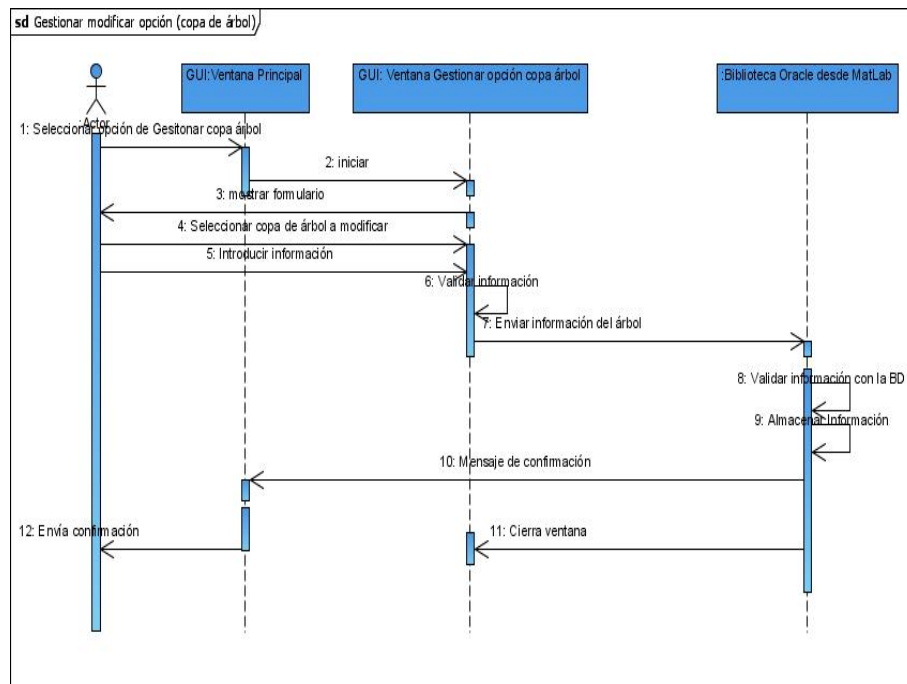 sd Gestionar modificar opción (copa de árbol)
GUI:Ventana Principal
GUI: Ventana Gestionar opción copa árbol
:Biblioteca Oracle desde MatLab
:Actor
1: Seleccionar opción de Gesitonar copa árbol
2: iniciar
3: mostrar formulario
4: Seleccionar copa de árbol a modificar
5: Introducir información
6: Validar información
7: Enviar información del árbol
8: Validar información con la BD
9: Almacenar Información
10: Mensaje de confirmación
11: Cierra ventana
12: Envía confirmación